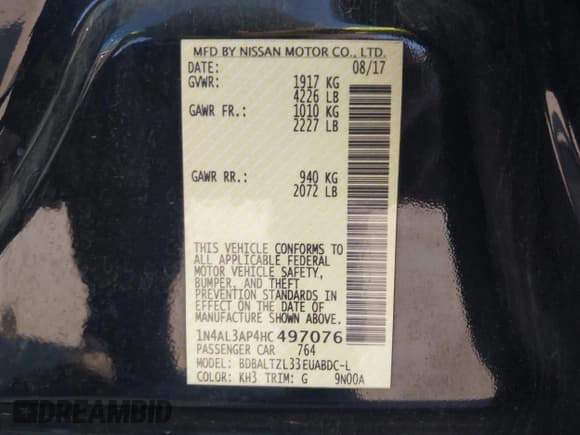 MFD BY NISSAN MOTOR CO., LTD.
DATE: 08/17
GVWR: 1917 KG
4226 LB
GAWR FR.: 1010 KG
2227 LB
GAWR RR.: 940 KG
2072 LB
THIS VEHICLE CONFORMS TO
ALL APPLICABLE FEDERAL
MOTOR VEHICLE SAFETY,
BUMPER, AND THEFT
PREVENTION STANDARDS IN
EFFECT ON THE DATE OF
MANUFACTURE SHOWN ABOVE.
1N4AL3AP4HC497076
PASSENGER CAR 764
MODEL: BDBALTZL33EUABDC-L
COLOR: KH3 TRIM: G 9N00A
DREAMBID